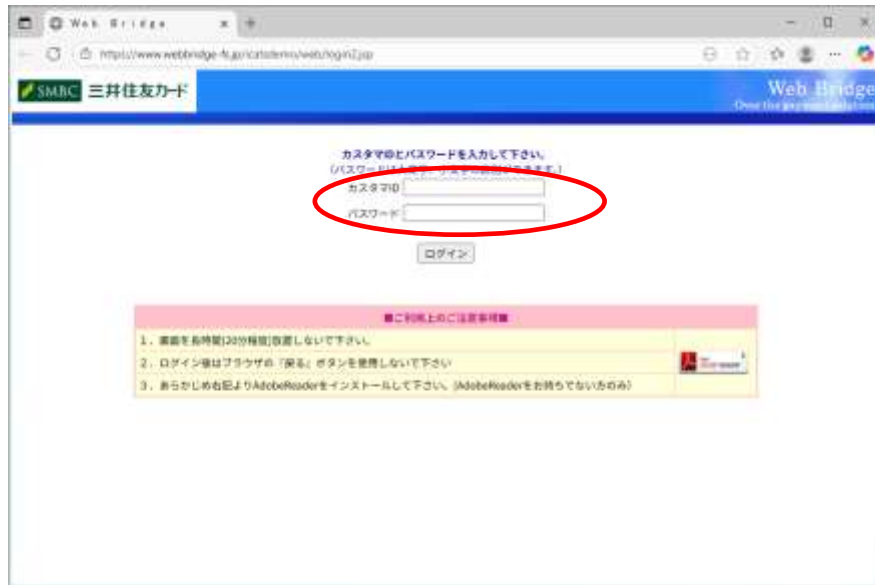 Web Bridge
https://www.webbridge-fs.jp/
SMBC 三井住友カード
Web Bridge
カスタマIDとパスワードを入力して下さい。
カスタマID
パスワード
ログイン
■ご利用上のご注意事項■
1. 画面を長時間(20分程度)放置しないで下さい。
2. ログイン後はブラウザの「戻る」ボタンを使用しないて下さい
3. あらかじめ右記よりAdobeReaderをインストールして下さい。(AdobeReaderをお持ちでない方のみ)